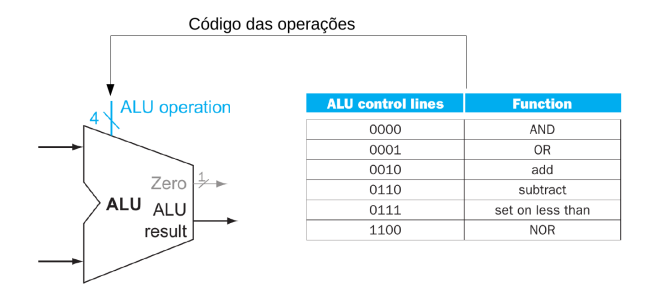 Código das operações
ALU operation
4
Zero
1
ALU
ALU
result
ALU control lines Function
0000 AND
0001 OR
0010 add
0110 subtract
0111 set on less than
1100 NOR